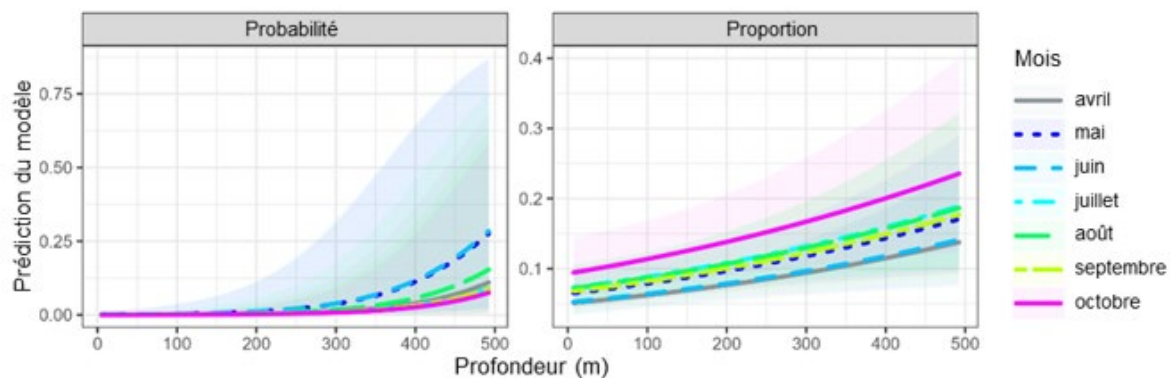 Probabilité
Proportion
Prédiction du modèle
0.75
0.50
0.25
0.00
0.4
0.3
0.2
0.1
0 100 200 300 400 500
0 100 200 300 400 500
Profondeur (m)
Mois
avril
mai
juin
juillet
août
septembre
octobre